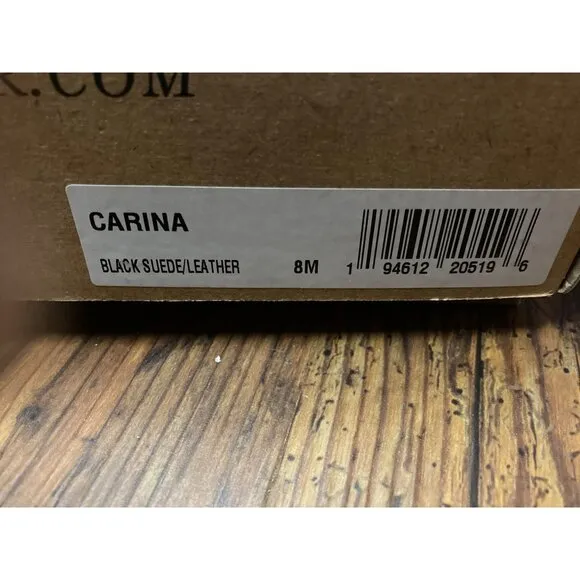 .COM
CARINA
BLACK SUEDE/LEATHER 8M
1 94612 20519 6